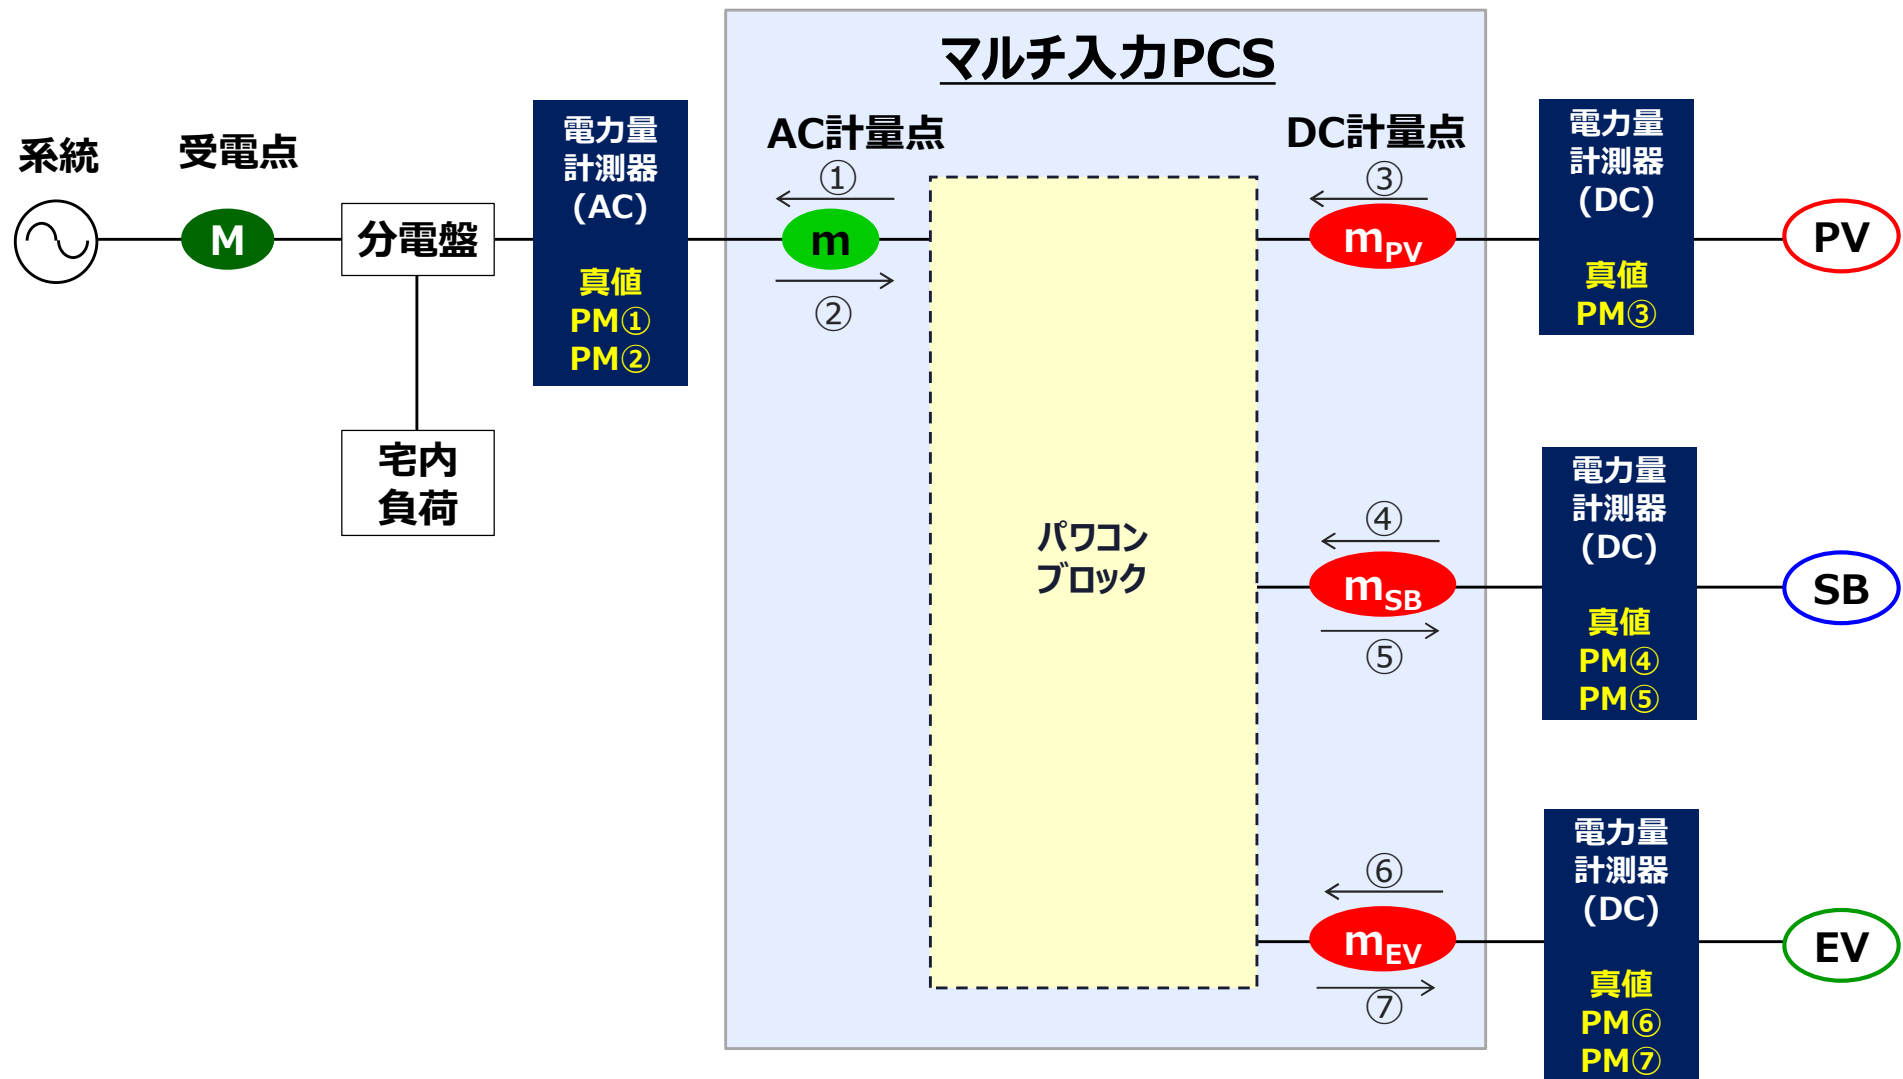 マルチ入力PCS
系統
受電点
M
分電盤
宅内
負荷
電力量
計測器
(AC)
真値
PM①
PM②
AC計量点
①
m
②
パワコン
ブロック
DC計量点
③
mPV
④
mSB
⑤
⑥
mEV
⑦
電力量
計測器
(DC)
真値
PM③
PV
電力量
計測器
(DC)
真値
PM④
PM⑤
SB
電力量
計測器
(DC)
真値
PM⑥
PM⑦
EV